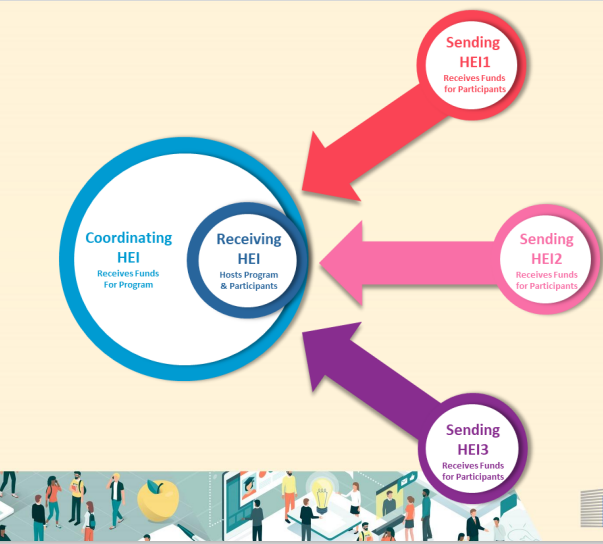 Sending
HEI1
Receives Funds
for Participants
Coordinating
HEI
Receives Funds
For Program
Receiving
HEI
Hosts Program
& Participants
Sending
HEI2
Receives Funds
for Participants
Sending
HEI3
Receives Funds
for Participants